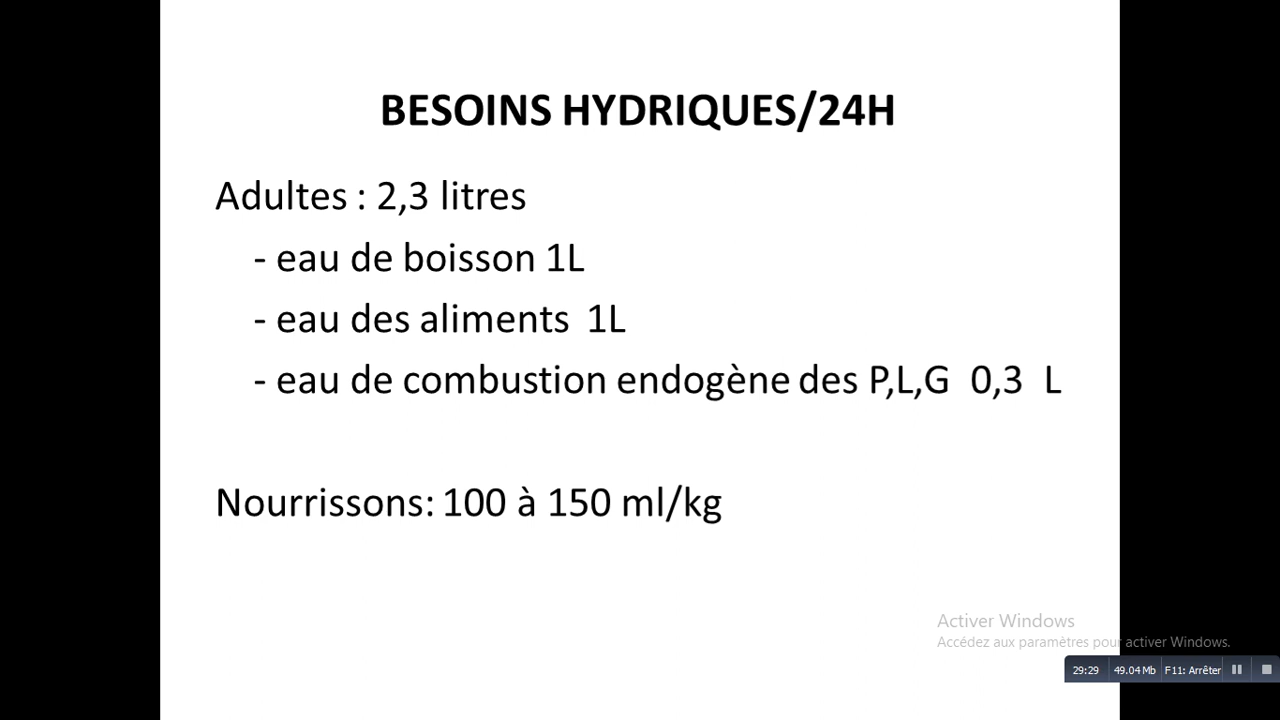 BESOINS HYDRIQUES/24H
Adultes : 2,3 litres
- eau de boisson 1L
- eau des aliments 1L
- eau de combustion endogène des P,L,G 0,3 L
Nourrissons: 100 à 150 ml/kg
Activer Windows
Accédez aux paramètres pour activer Windows.
29:29 49.04 Mb F11: Arrêter